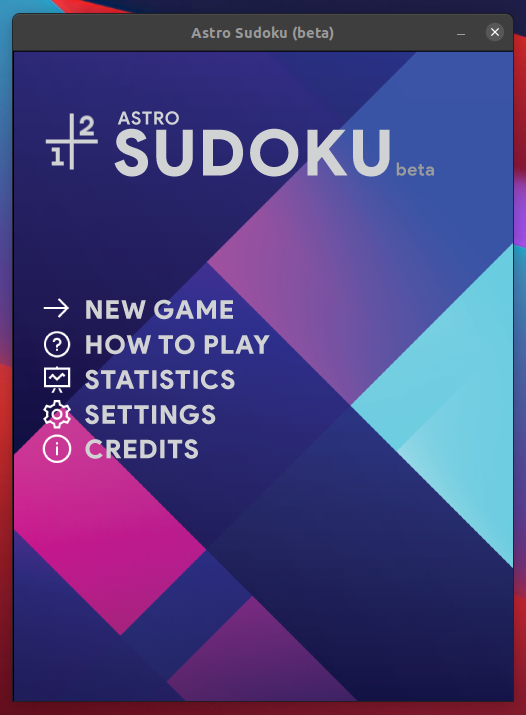 Astro Sudoku (beta)
2
1
ASTRO
SUDOKU beta
NEW GAME
? HOW TO PLAY
STATISTICS
SETTINGS
i CREDITS